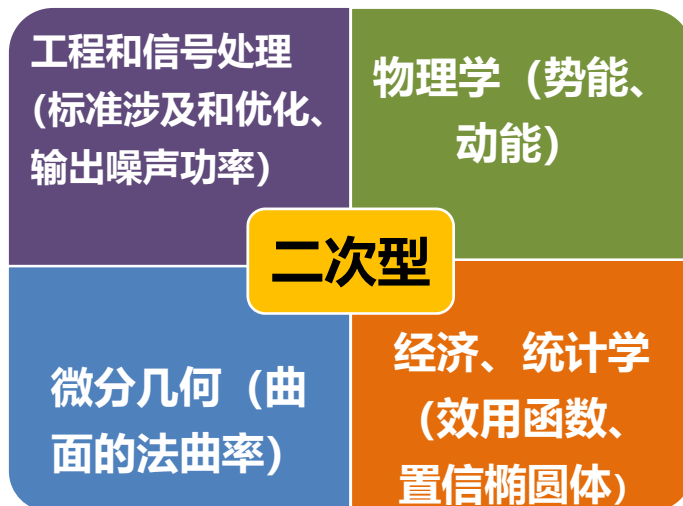 工程和信号处理
(标准涉及和优化、
输出噪声功率)
物理学（势能、
动能）
二次型
微分几何（曲
面的法曲率）
经济、统计学
(效用函数、
置信椭圆体）